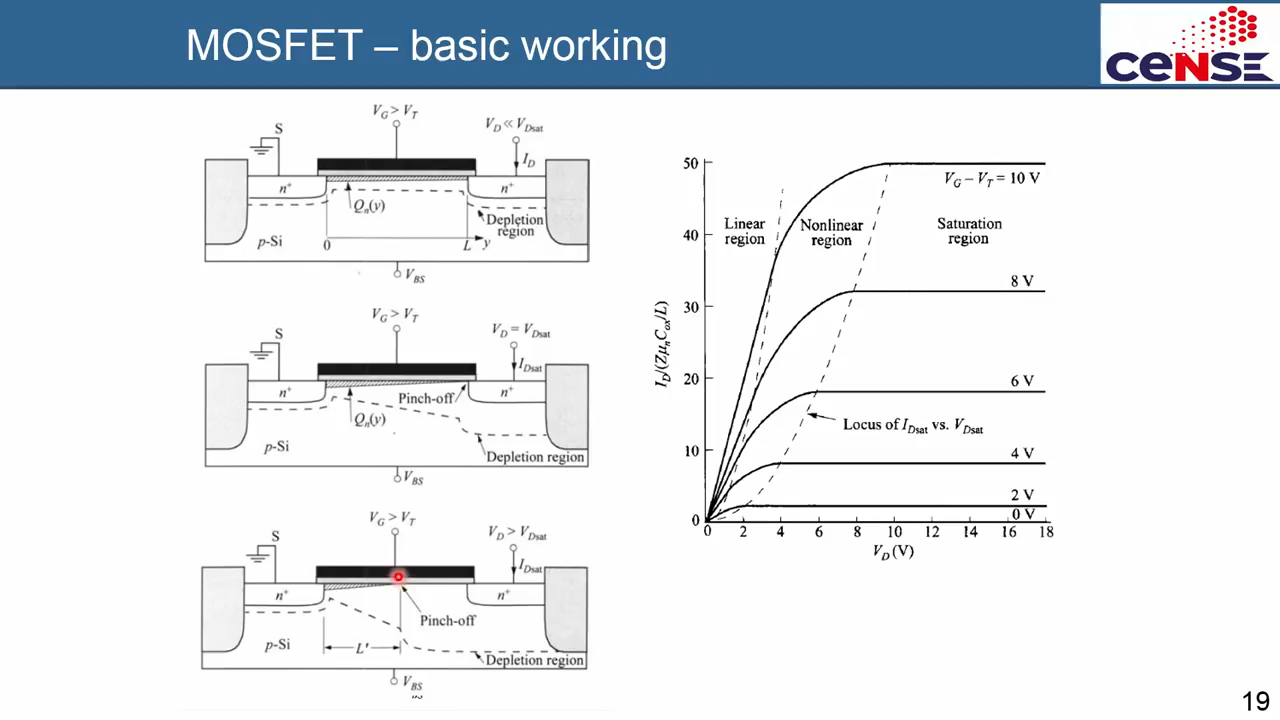 MOSFET – basic working
ceNSE
V_G > V_T
S
V_D ≪ V_Dsat
I_D
n⁺
n⁺
Q_n(y)
Depletion
region
p-Si
0
L
y
V_BS
V_G > V_T
S
V_D = V_Dsat
I_Dsat
n⁺
n⁺
Pinch-off
Q_n(y)
p-Si
Depletion region
V_BS
V_G > V_T
S
V_D > V_Dsat
I_Dsat
n⁺
n⁺
Pinch-off
p-Si
L'
Depletion region
V_BS
I_D/(Zμ_nC_ox/L)
50
40
30
20
10
0
V_G – V_T = 10 V
Linear
region
Nonlinear
region
Saturation
region
8 V
6 V
Locus of I_Dsat vs. V_Dsat
4 V
2 V
0 V
0 2 4 6 8 10 12 14 16 18
V_D (V)
19